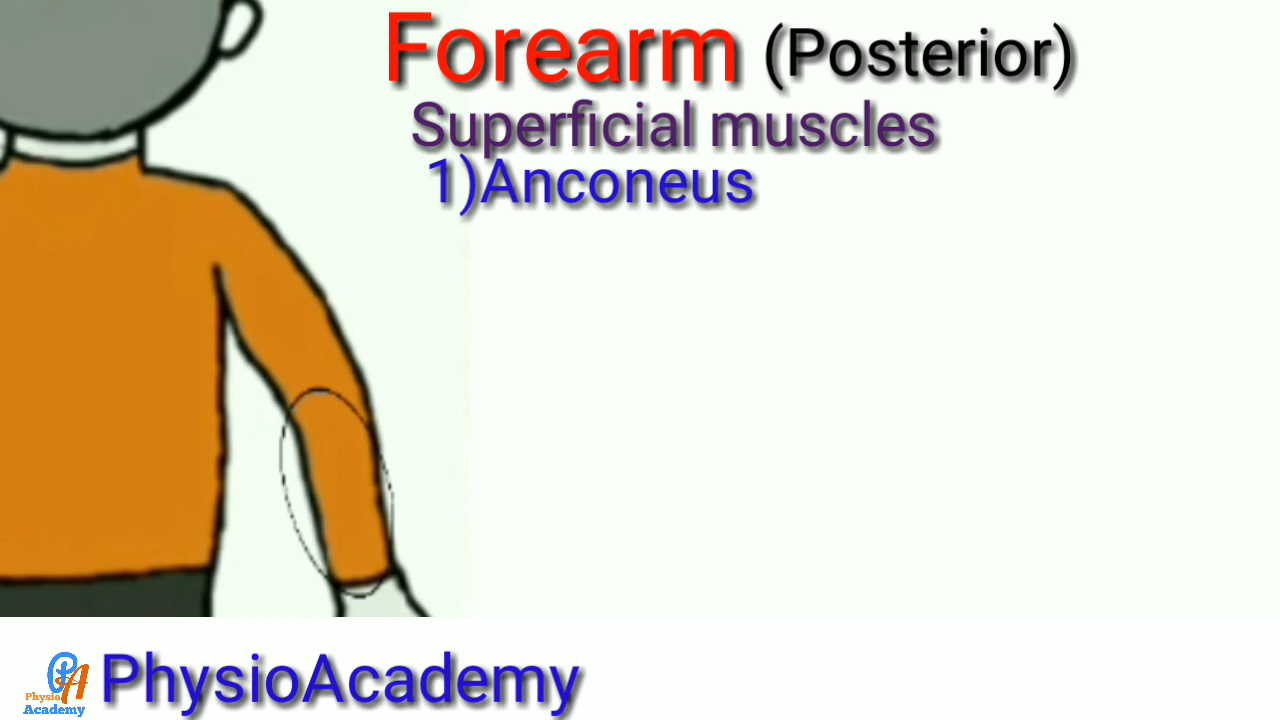 Forearm (Posterior)
Superficial muscles
1)Anconeus
Physio
Academy
PhysioAcademy